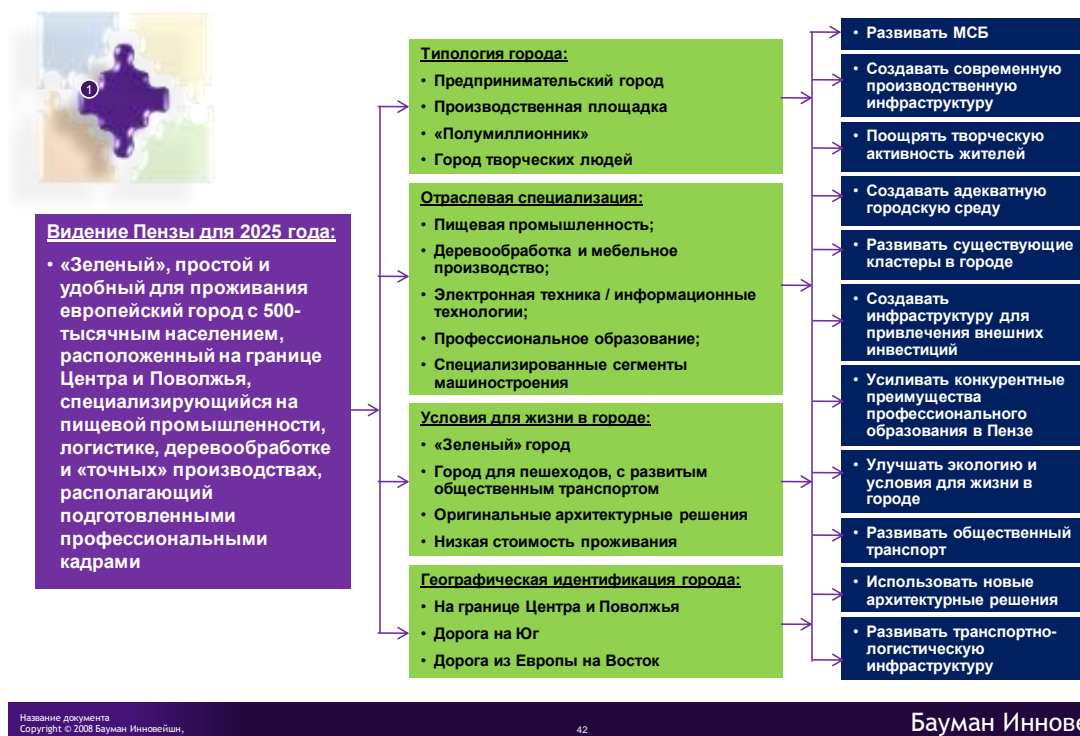 1
Видение Пензы для 2025 года:
• «Зеленый», простой и
удобный для проживания
европейский город с 500-
тысячным населением,
расположенный на границе
Центра и Поволжья,
специализирующийся на
пищевой промышленности,
логистике, деревообработке
и «точных» производствах,
располагающий
подготовленными
профессиональными
кадрами
Типология города:
• Предпринимательский город
• Производственная площадка
• «Полумиллионник»
• Город творческих людей
Отраслевая специализация:
• Пищевая промышленность;
• Деревообработка и мебельное
производство;
• Электронная техника / информационные
технологии;
• Профессиональное образование;
• Специализированные сегменты
машиностроения
Условия для жизни в городе:
• «Зеленый» город
• Город для пешеходов, с развитым
общественным транспортом
• Оригинальные архитектурные решения
• Низкая стоимость проживания
Географическая идентификация города:
• На границе Центра и Поволжья
• Дорога на Юг
• Дорога из Европы на Восток
• Развивать МСБ
• Создавать современную
производственную
инфраструктуру
• Поощрять творческую
активность жителей
• Создавать адекватную
городскую среду
• Развивать существующие
кластеры в городе
• Создавать
инфраструктуру для
привлечения внешних
инвестиций
• Усиливать конкурентные
преимущества
профессионального
образования в Пензе
• Улучшать экологию и
условия для жизни в
городе
• Развивать общественный
транспорт
• Использовать новые
архитектурные решения
• Развивать транспортно-
логистическую
инфраструктуру
Название документа
Copyright © 2008 Бауман Инновейшн,
42
Бауман Иннове